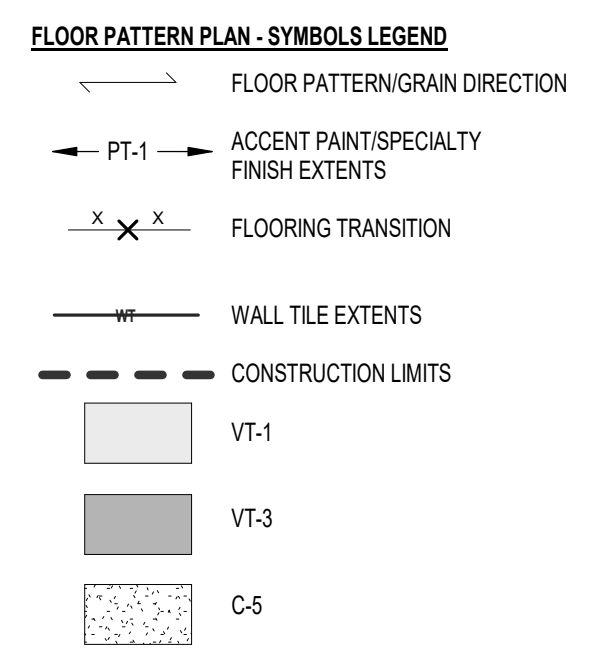 FLOOR PATTERN PLAN - SYMBOLS LEGEND
FLOOR PATTERN/GRAIN DIRECTION
PT-1 ACCENT PAINT/SPECIALTY
FINISH EXTENTS
X X FLOORING TRANSITION
WT WALL TILE EXTENTS
CONSTRUCTION LIMITS
VT-1
VT-3
C-5